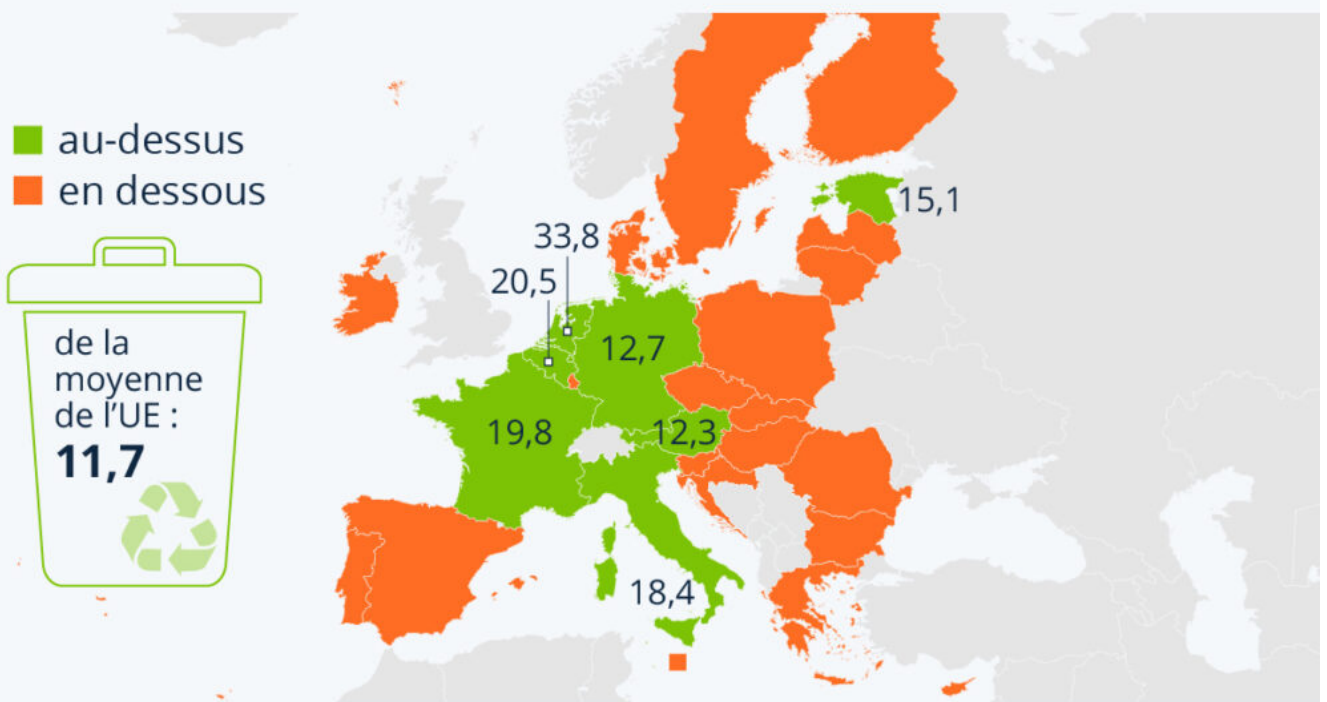 au-dessus
en dessous
de la
moyenne
de l'UE :
11,7
15,1
33,8
20,5
12,7
19,8
12,3
18,4